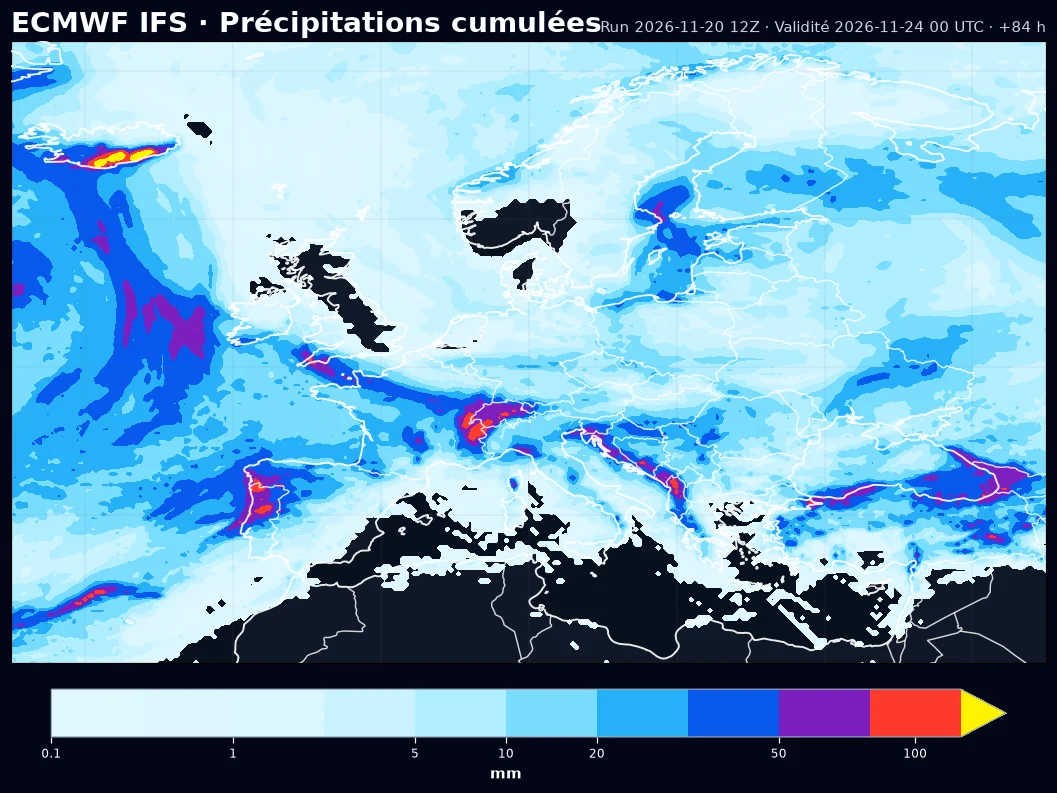 ECMWF IFS · Précipitations cumulées
Run 2026-11-20 12Z · Validité 2026-11-24 00 UTC · +84 h
0.1 1 5 10 20 50 100
mm